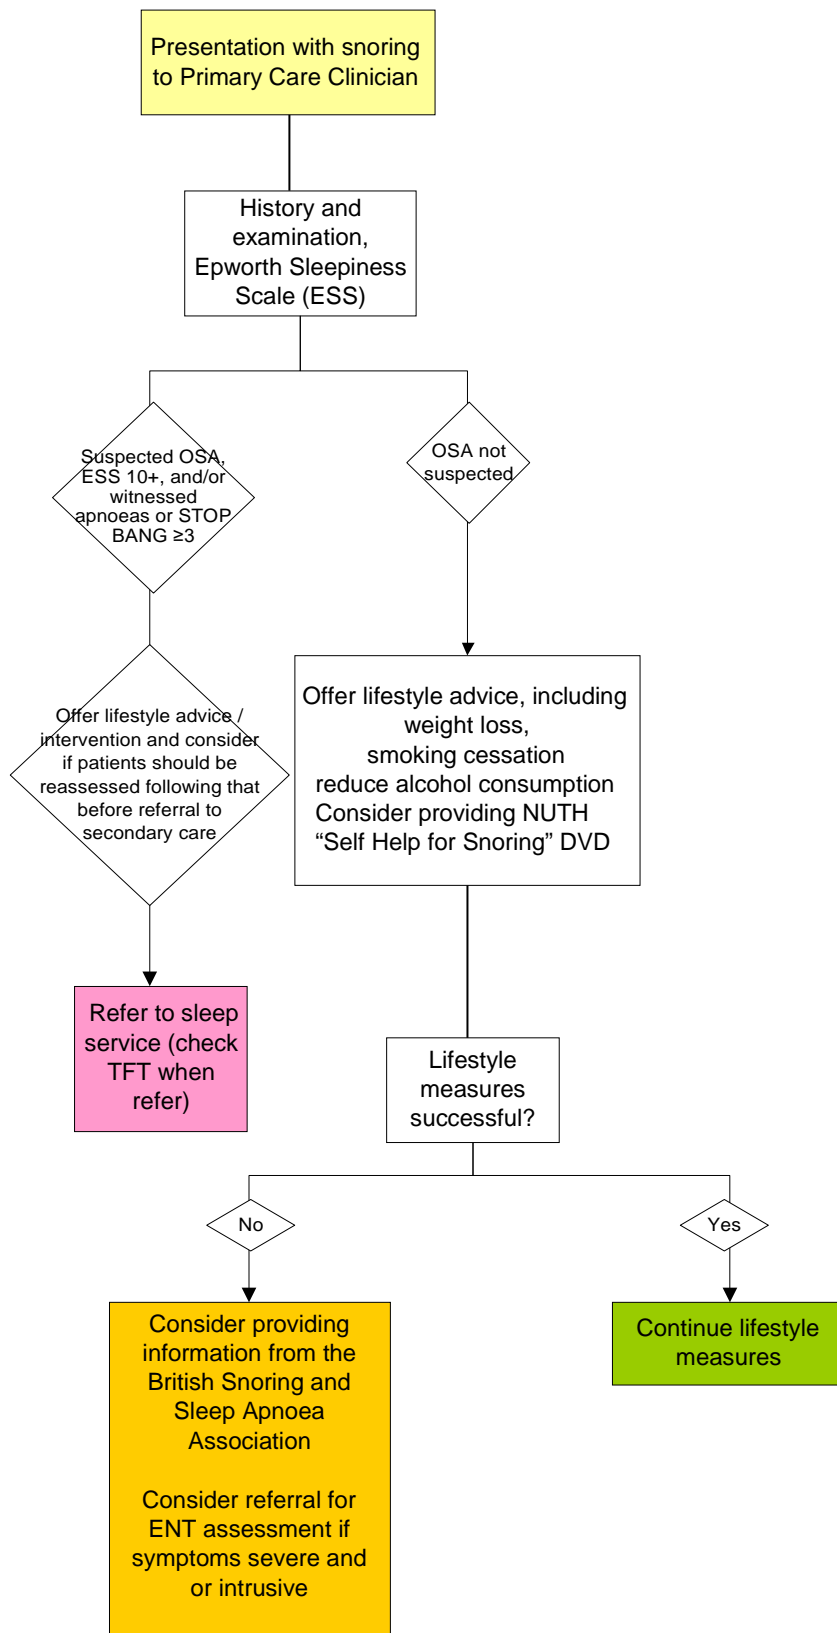 Presentation with snoring
to Primary Care Clinician
History and
examination,
Epworth Sleepiness
Scale (ESS)
Suspected OSA,
ESS 10+, and/or
witnessed
apnoeas or STOP
BANG ≥3
OSA not
suspected
Offer lifestyle advice /
intervention and consider
if patients should be
reassessed following that
before referral to
secondary care
Offer lifestyle advice, including
weight loss,
smoking cessation
reduce alcohol consumption
Consider providing NUTH
“Self Help for Snoring” DVD
Refer to sleep
service (check
TFT when
refer)
Lifestyle
measures
successful?
No
Yes
Consider providing
information from the
British Snoring and
Sleep Apnoea
Association
Consider referral for
ENT assessment if
symptoms severe and
or intrusive
Continue lifestyle
measures